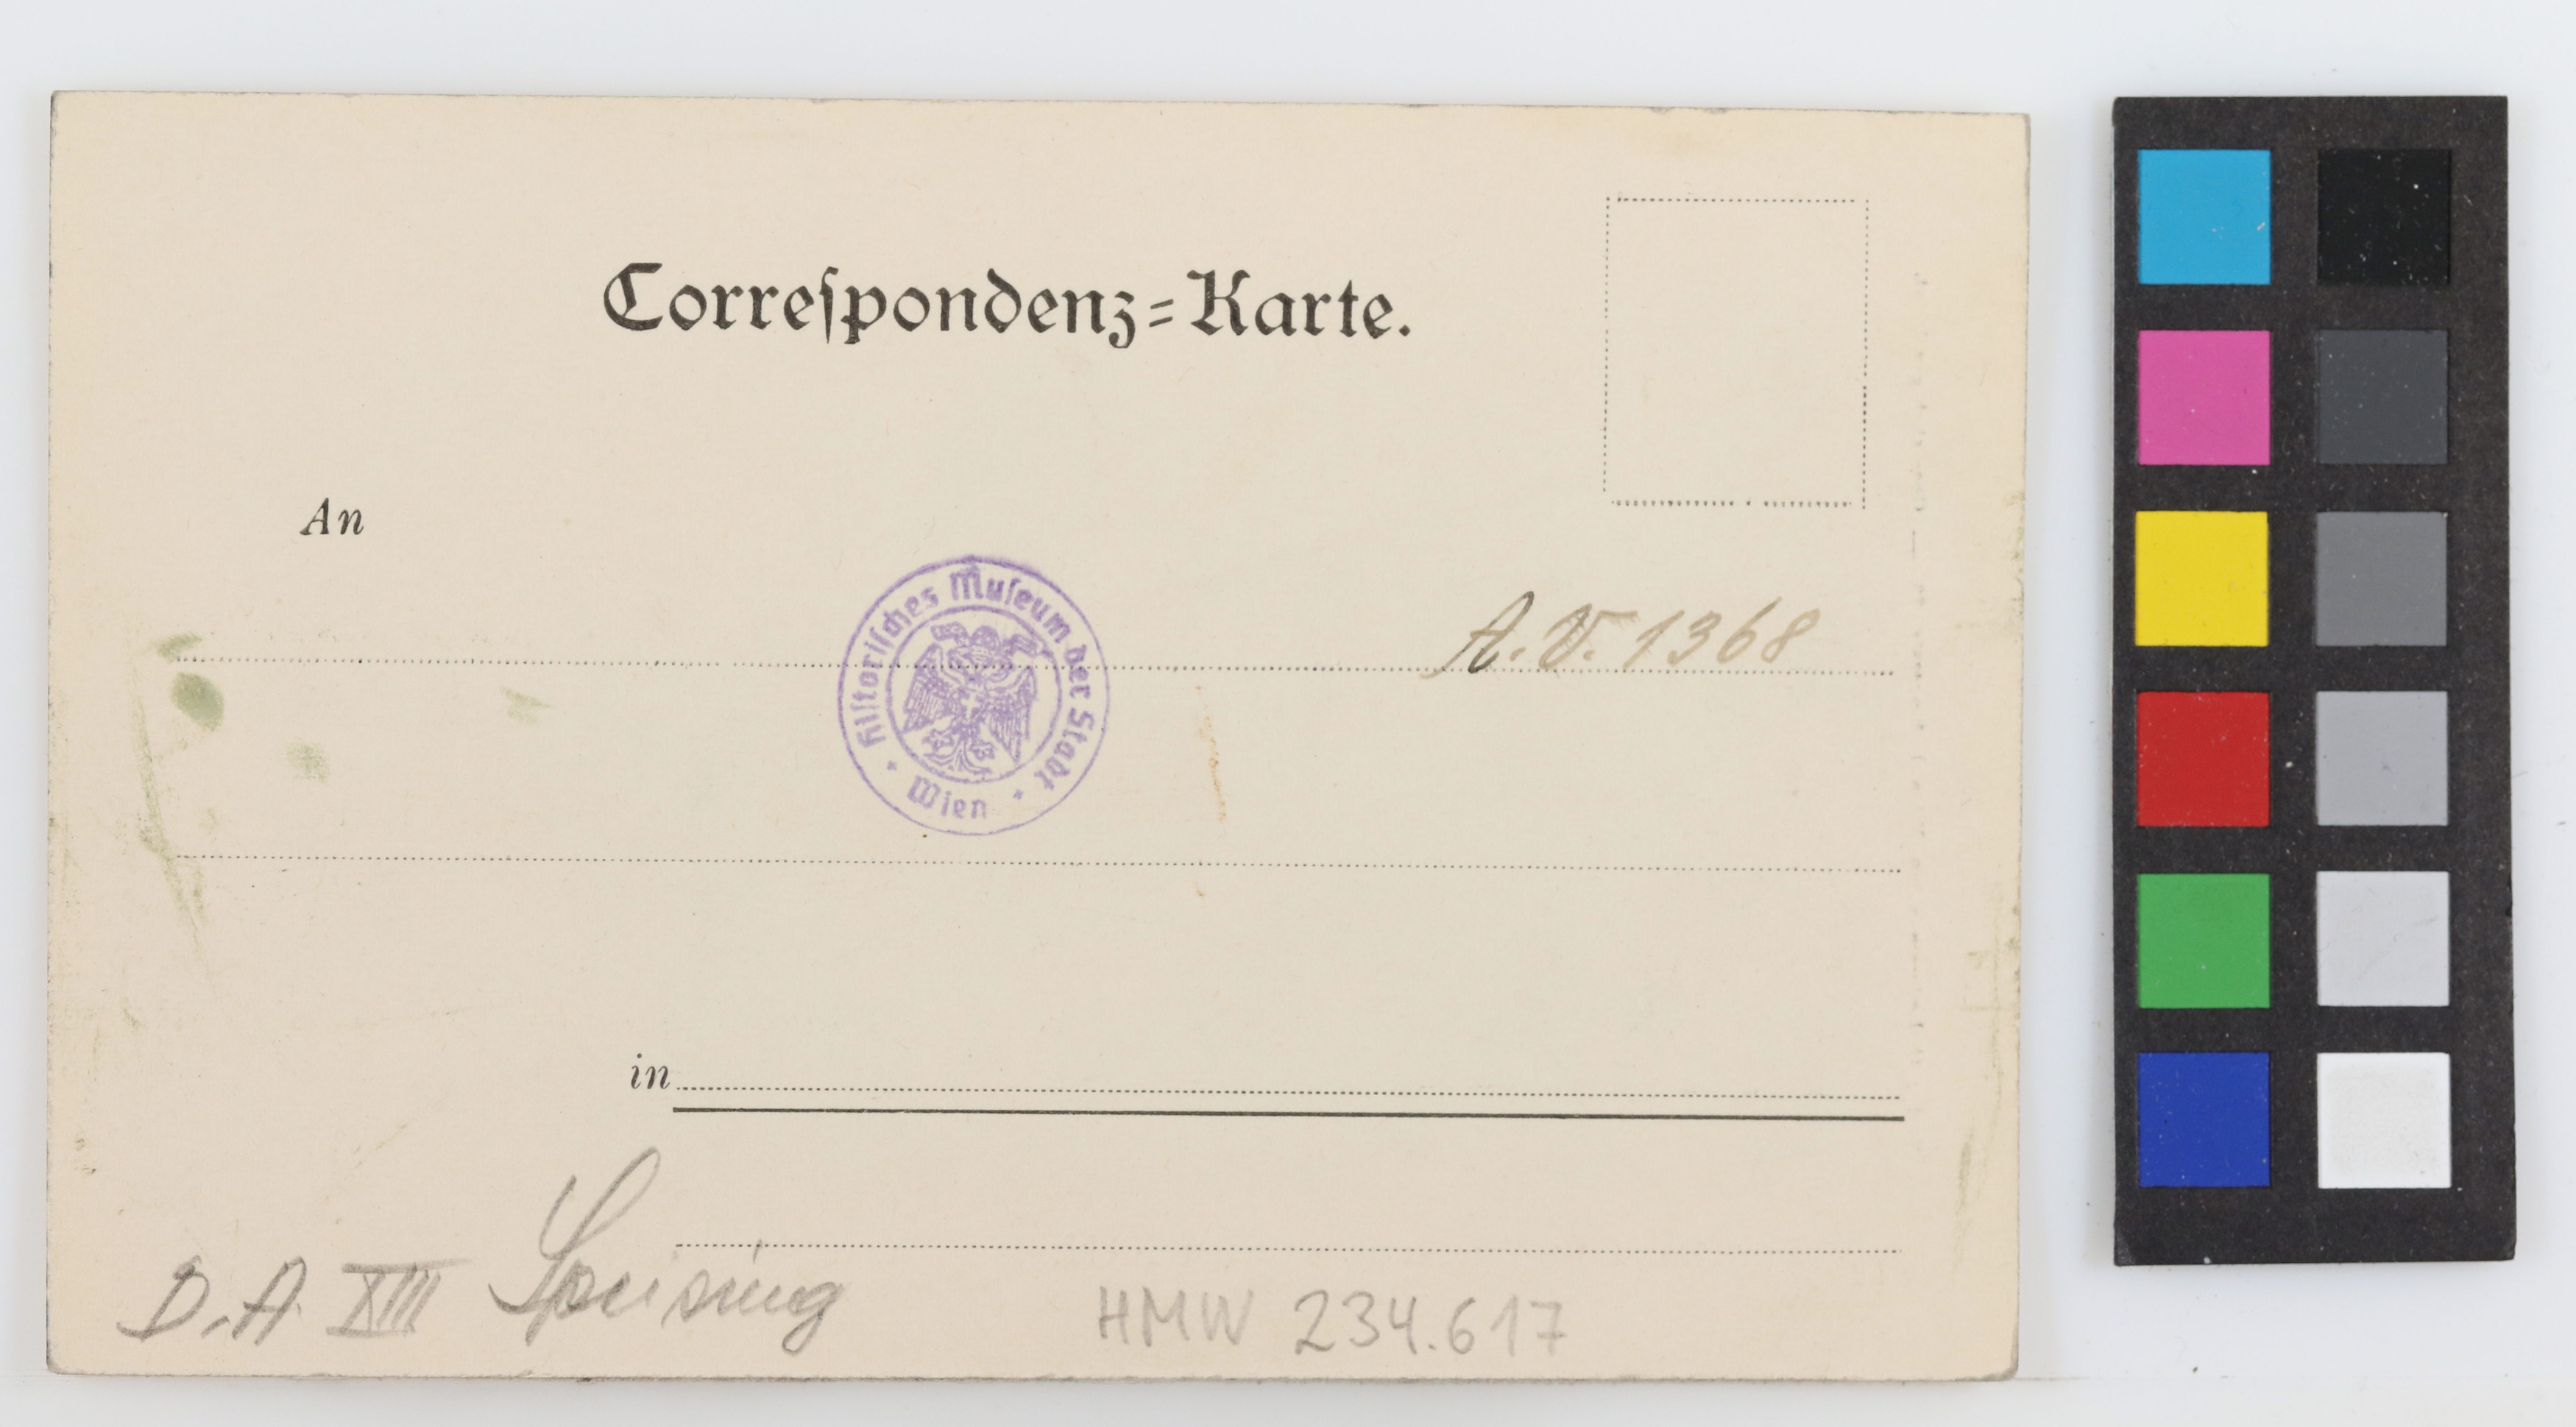 Correſpondenz=Karte.
An
Hiſtoriſches Muſeum der Stadt
Wien
A.V. 1368
in
D.A. XIII Speising
HMW 234.617